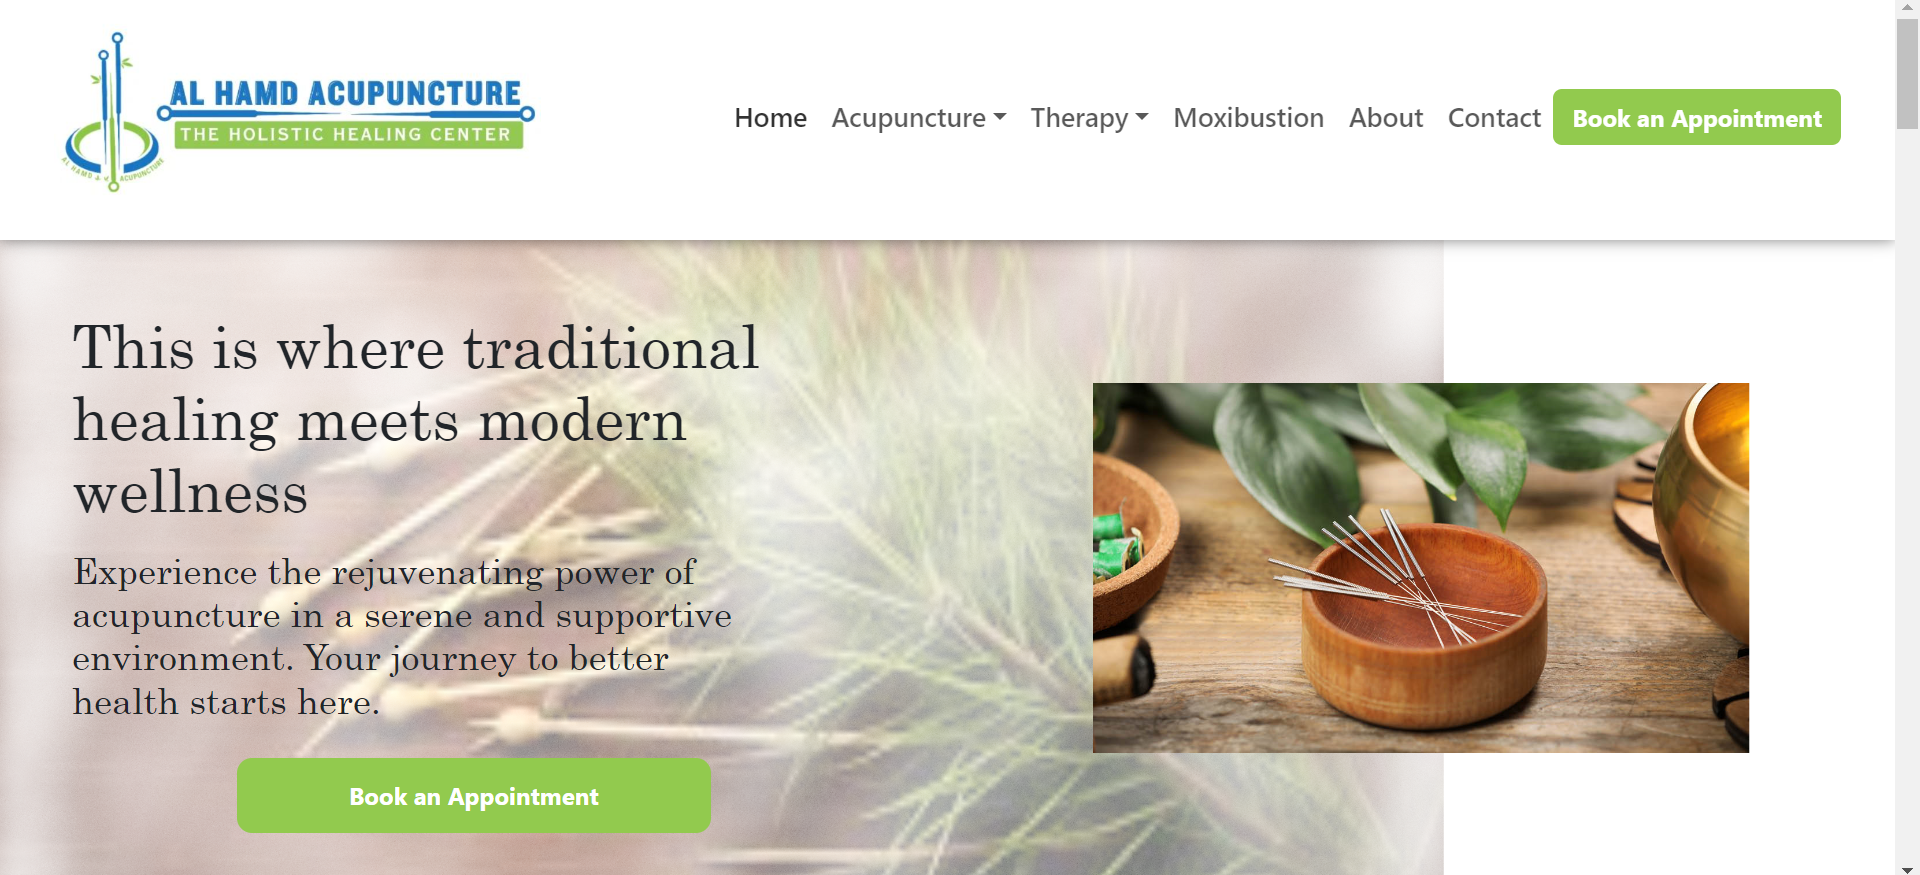 AL HAMD ACUPUNCTURE
THE HOLISTIC HEALING CENTER
AL HAMD
ACUPUNCTURE
Home Acupuncture Therapy Moxibustion About Contact Book an Appointment
This is where traditional
healing meets modern
wellness
Experience the rejuvenating power of
acupuncture in a serene and supportive
environment. Your journey to better
health starts here.
Book an Appointment